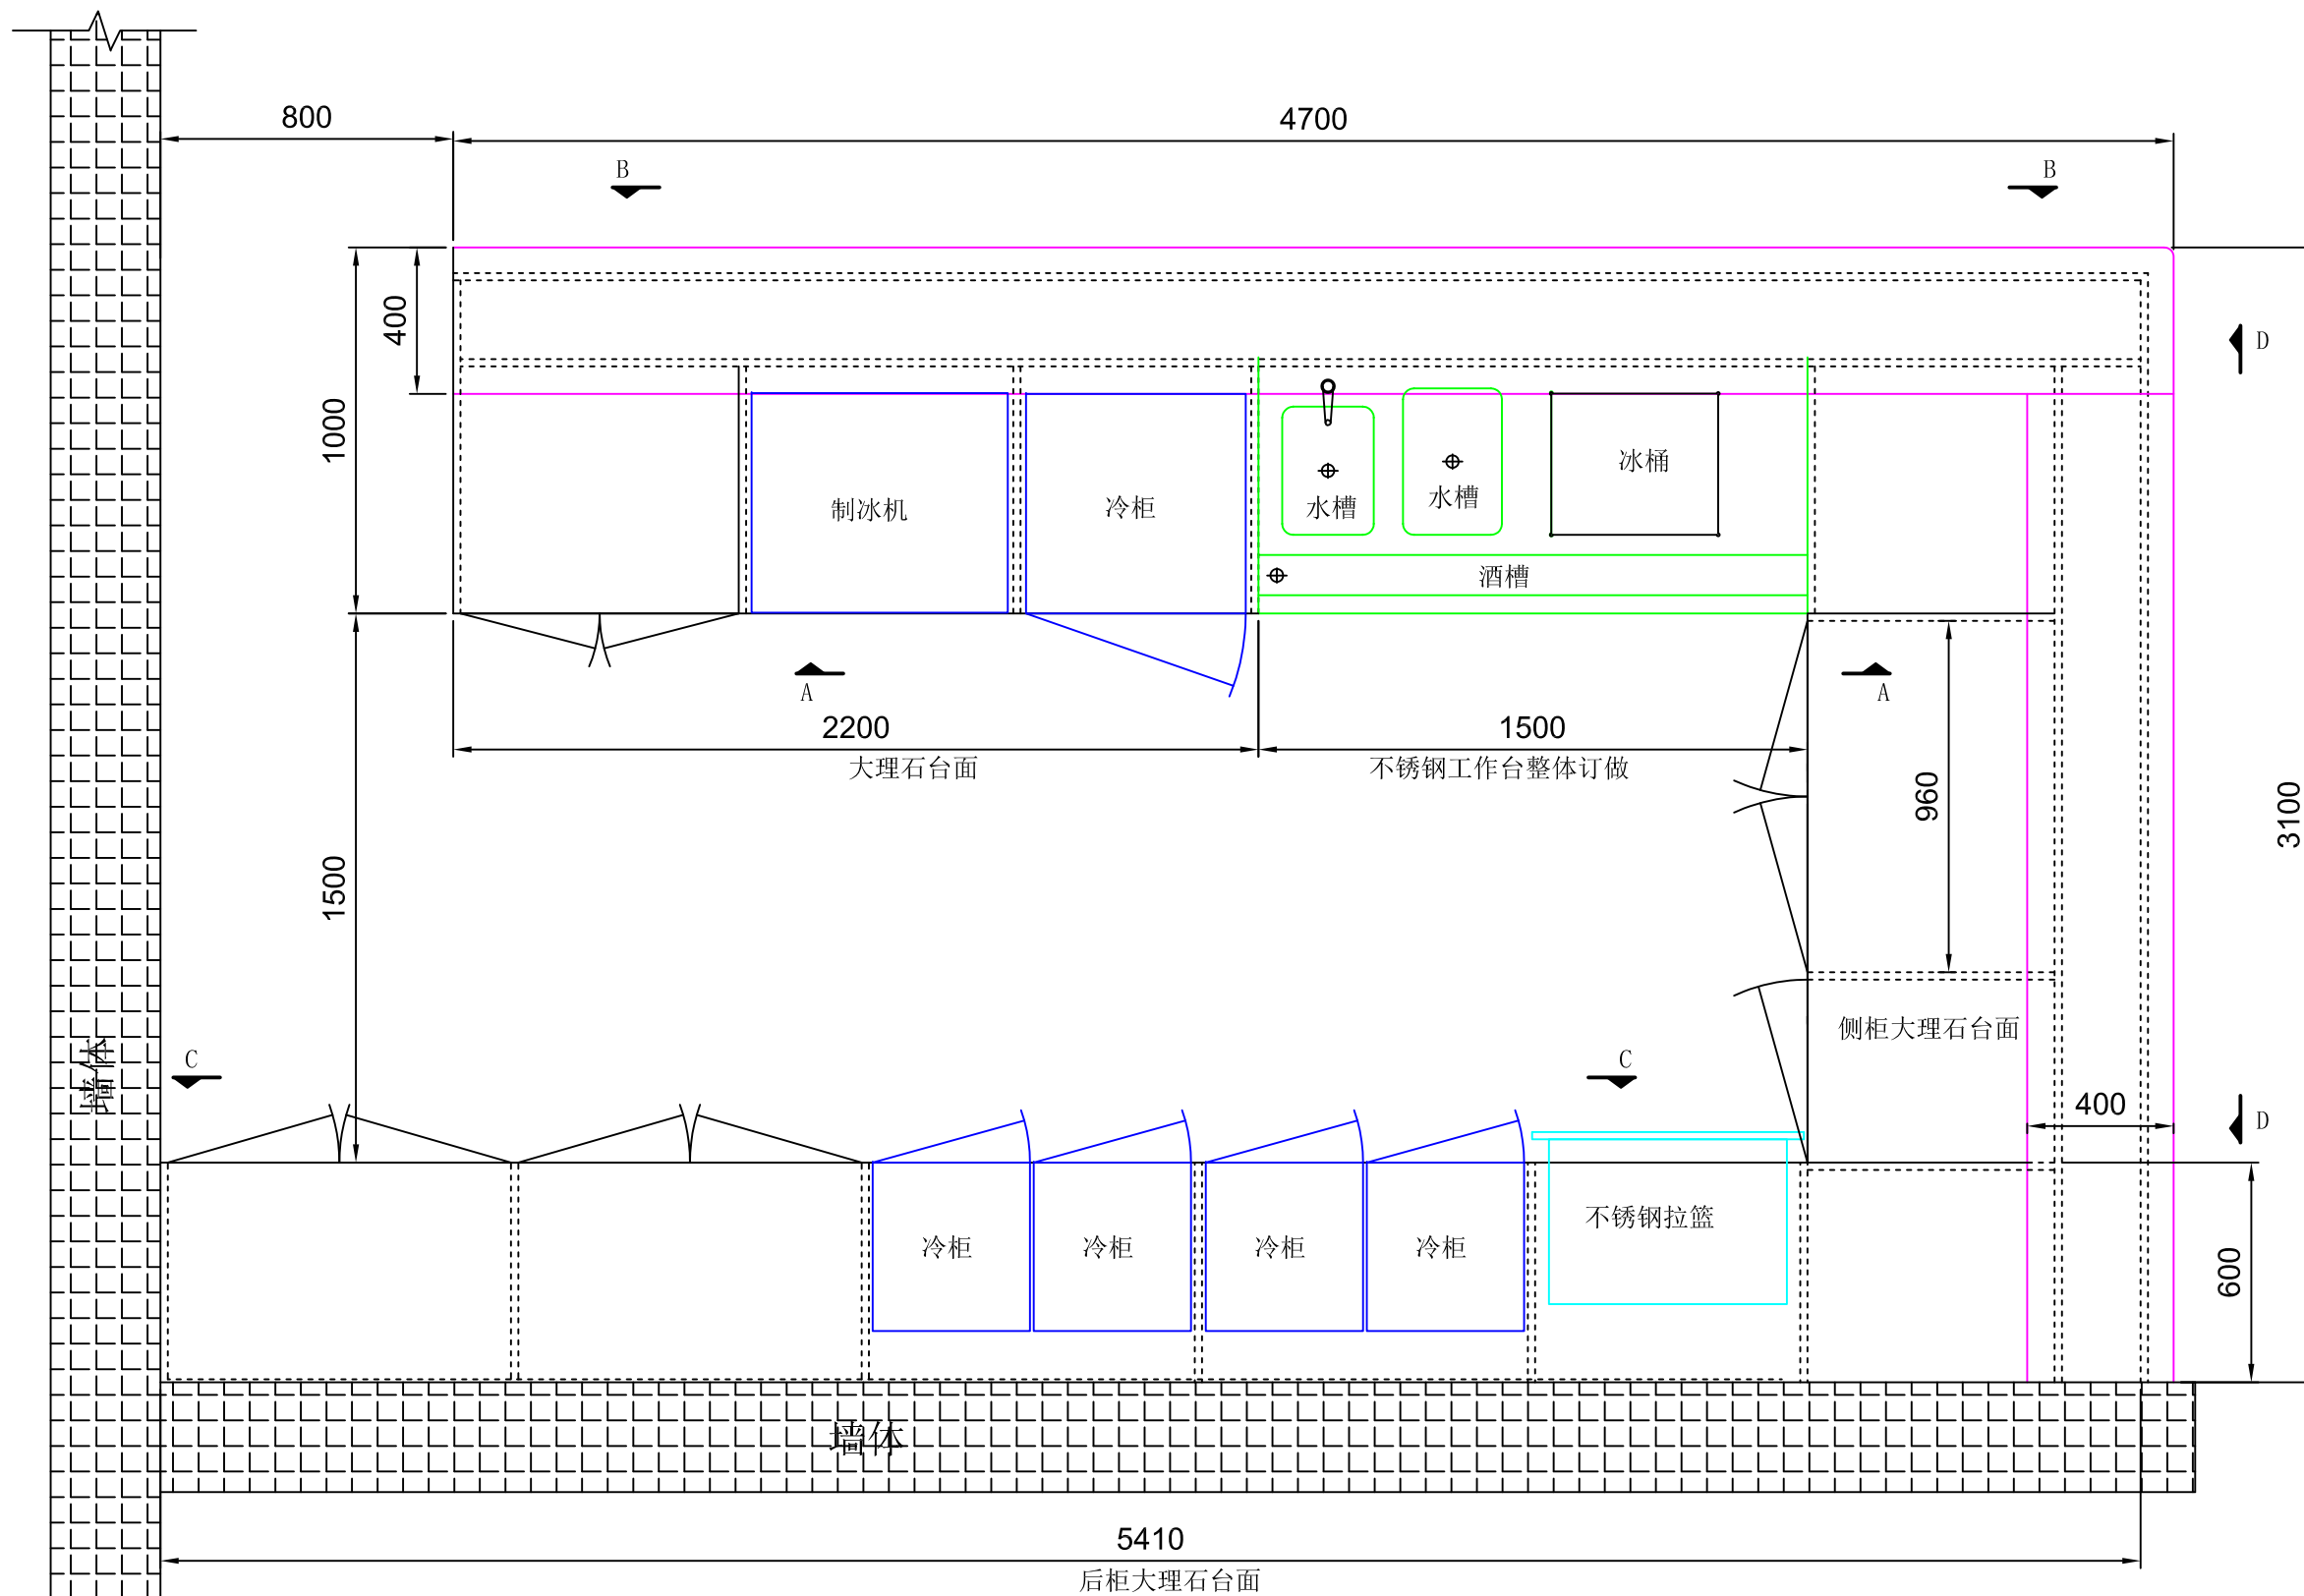 800
4700
B
B
400
D
1000
冰桶
水槽
水槽
制冰机
冷柜
酒槽
A
A
2200
1500
大理石台面
不锈钢工作台整体订做
960
3100
1500
侧柜大理石台面
墙体
C
C
400
D
不锈钢拉篮
冷柜
冷柜
冷柜
冷柜
600
墙体
5410
后柜大理石台面